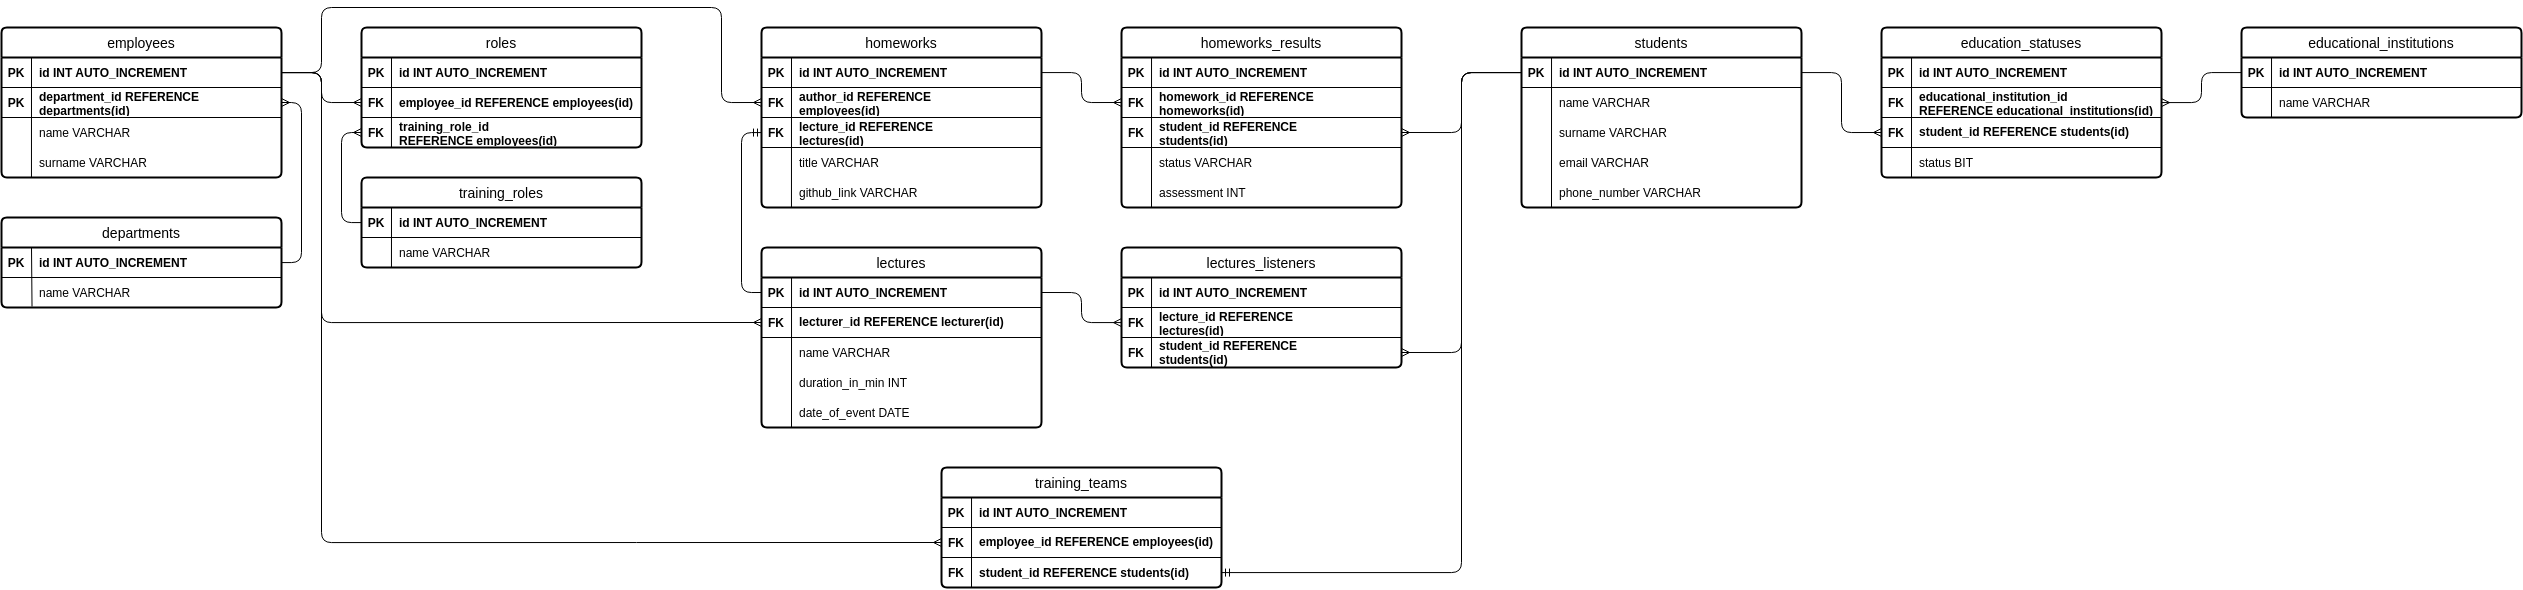 employees
PK id INT AUTO_INCREMENT
PK department_id REFERENCE
departments(id)
name VARCHAR
surname VARCHAR
departments
PK id INT AUTO_INCREMENT
name VARCHAR
roles
PK id INT AUTO_INCREMENT
FK employee_id REFERENCE employees(id)
FK training_role_id
REFERENCE employees(id)
training_roles
PK id INT AUTO_INCREMENT
name VARCHAR
homeworks
PK id INT AUTO_INCREMENT
FK author_id REFERENCE
employees(id)
FK lecture_id REFERENCE
lectures(id)
title VARCHAR
github_link VARCHAR
lectures
PK id INT AUTO_INCREMENT
FK lecturer_id REFERENCE lecturer(id)
name VARCHAR
duration_in_min INT
date_of_event DATE
homeworks_results
PK id INT AUTO_INCREMENT
FK homework_id REFERENCE
homeworks(id)
FK student_id REFERENCE
students(id)
status VARCHAR
assessment INT
lectures_listeners
PK id INT AUTO_INCREMENT
FK lecture_id REFERENCE
lectures(id)
FK student_id REFERENCE
students(id)
training_teams
PK id INT AUTO_INCREMENT
FK employee_id REFERENCE employees(id)
FK student_id REFERENCE students(id)
students
PK id INT AUTO_INCREMENT
name VARCHAR
surname VARCHAR
email VARCHAR
phone_number VARCHAR
education_statuses
PK id INT AUTO_INCREMENT
FK educational_institution_id
REFERENCE educational_institutions(id)
FK student_id REFERENCE students(id)
status BIT
educational_institutions
PK id INT AUTO_INCREMENT
name VARCHAR